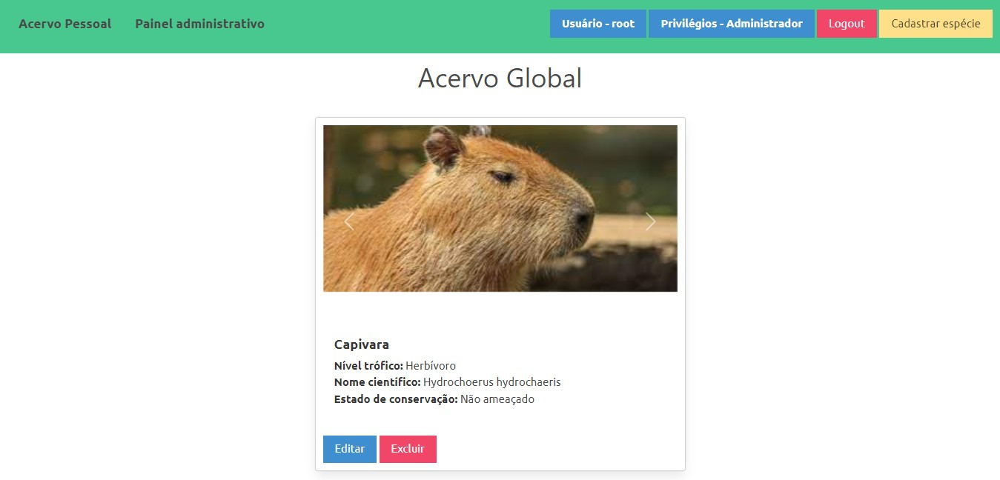 Acervo Pessoal Painel administrativo Usuário - root Privilégios - Administrador Logout Cadastrar espécie
Acervo Global
Capivara
Nível trófico: Herbívoro
Nome científico: Hydrochoerus hydrochaeris
Estado de conservação: Não ameaçado
Editar Excluir